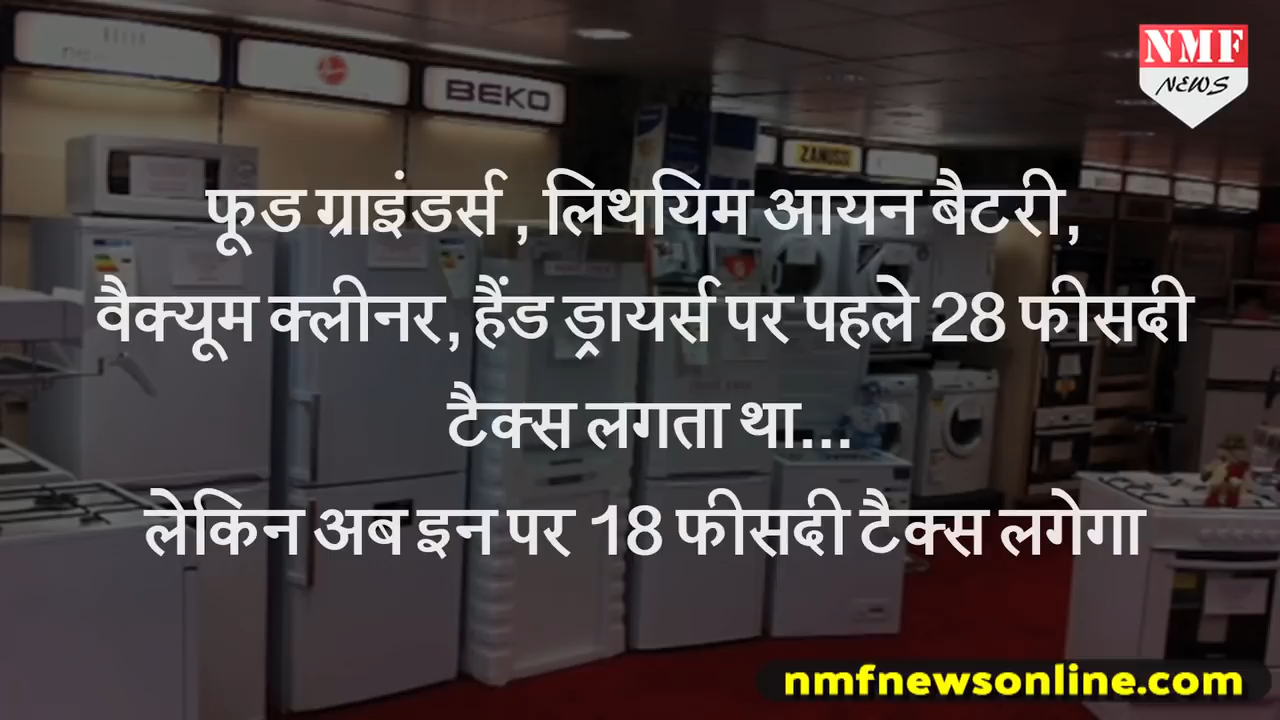 BEKO
NMF
NEWS
ZANUSSI
फूड ग्राइंडर्स , लिथयिम आयन बैटरी,
वैक्यूम क्लीनर, हैंड ड्रायर्स पर पहले 28 फीसदी
टैक्स लगता था...
लेकिन अब इन पर 18 फीसदी टैक्स लगेगा
nmfnewsonline.com